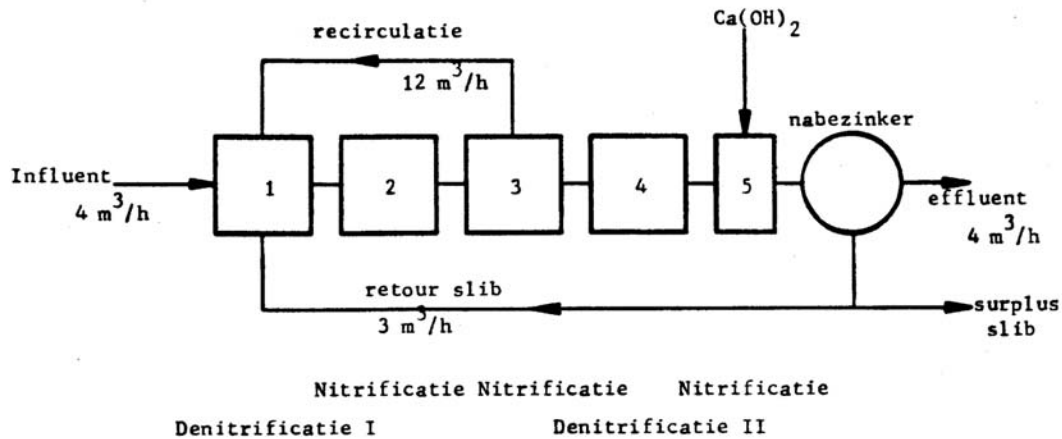 Ca(OH)2
recirculatie
12 m³/h
nabezinker
Influent
4 m³/h
1
2
3
4
5
effluent
4 m³/h
retour slib
3 m³/h
surplus
slib
Nitrificatie Nitrificatie Nitrificatie
Denitrificatie I Denitrificatie II